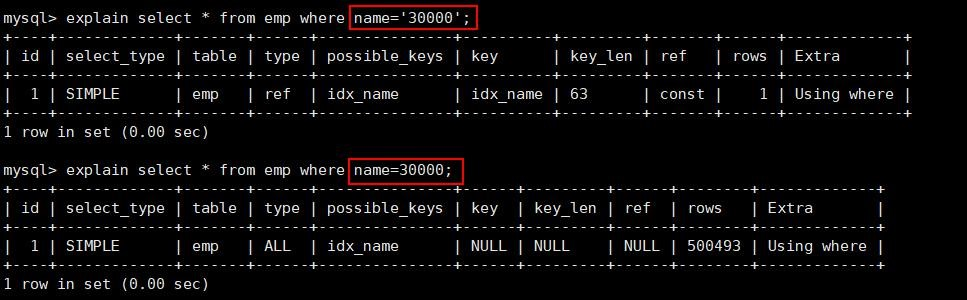 mysql> explain select * from emp where name='30000';
+----+-------------+-------+------+---------------+----------+---------+-------+------+-------------+
| id | select_type | table | type | possible_keys | key      | key_len | ref   | rows | Extra       |
+----+-------------+-------+------+---------------+----------+---------+-------+------+-------------+
|  1 | SIMPLE      | emp   | ref  | idx_name      | idx_name | 63      | const |    1 | Using where |
+----+-------------+-------+------+---------------+----------+---------+-------+------+-------------+
1 row in set (0.00 sec)
mysql> explain select * from emp where name=30000;
+----+-------------+-------+------+---------------+------+---------+------+--------+-------------+
| id | select_type | table | type | possible_keys | key  | key_len | ref  | rows   | Extra       |
+----+-------------+-------+------+---------------+------+---------+------+--------+-------------+
|  1 | SIMPLE      | emp   | ALL  | idx_name      | NULL | NULL    | NULL | 500493 | Using where |
+----+-------------+-------+------+---------------+------+---------+------+--------+-------------+
1 row in set (0.00 sec)